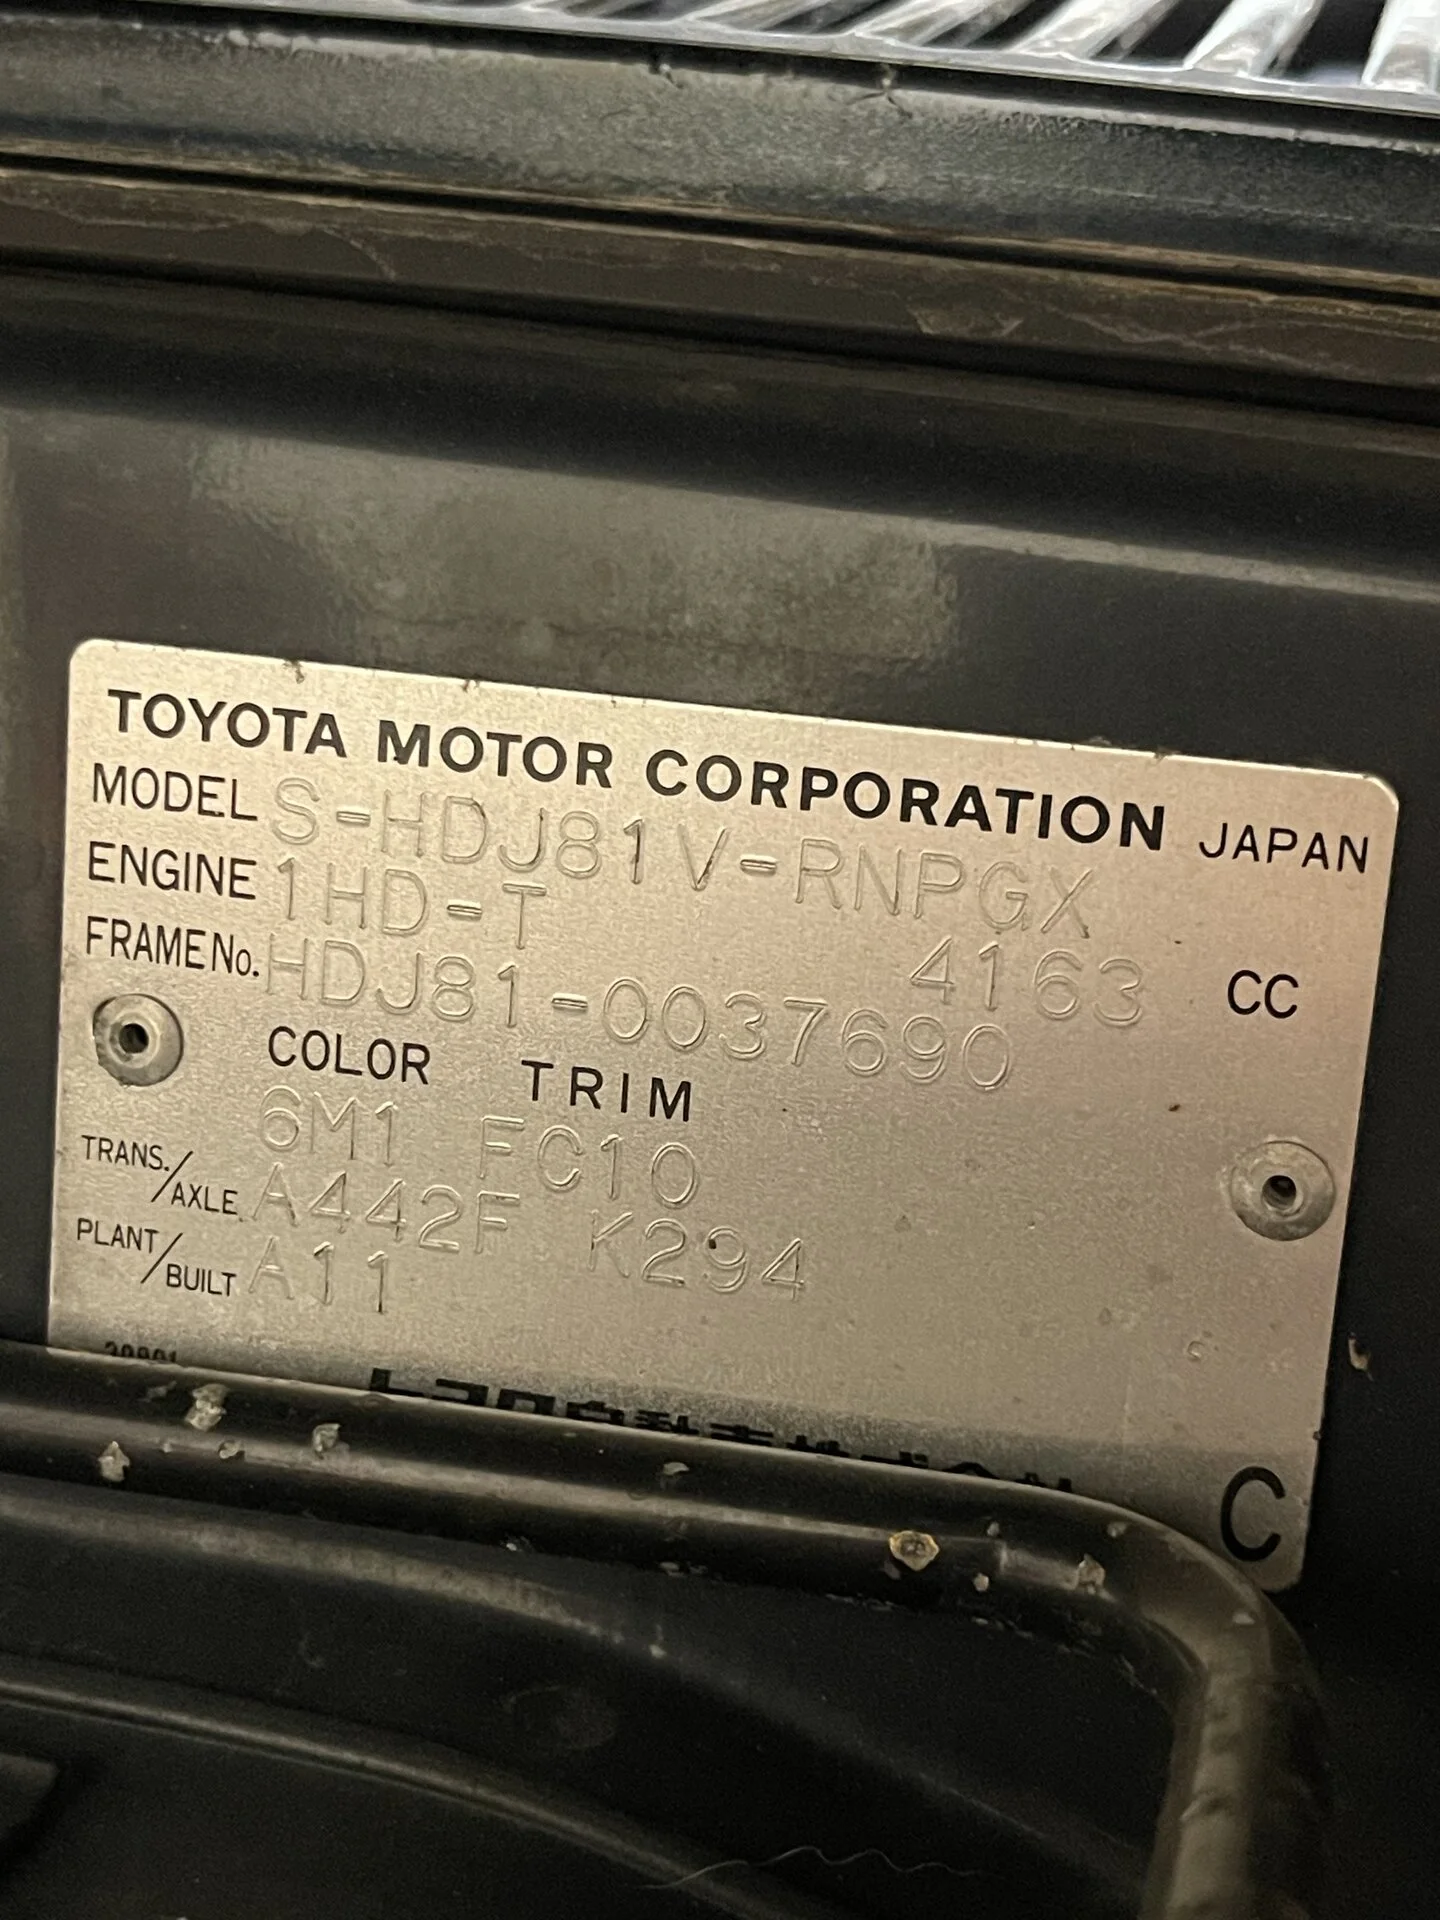 TOYOTA MOTOR CORPORATION JAPAN
MODEL S-HDJ81V-RNPGX
ENGINE 1HD-T 4163 CC
FRAME No. HDJ81-0037690
COLOR TRIM
6M1 FC10
TRANS./AXLE A442F K294
PLANT/BUILT A11
C